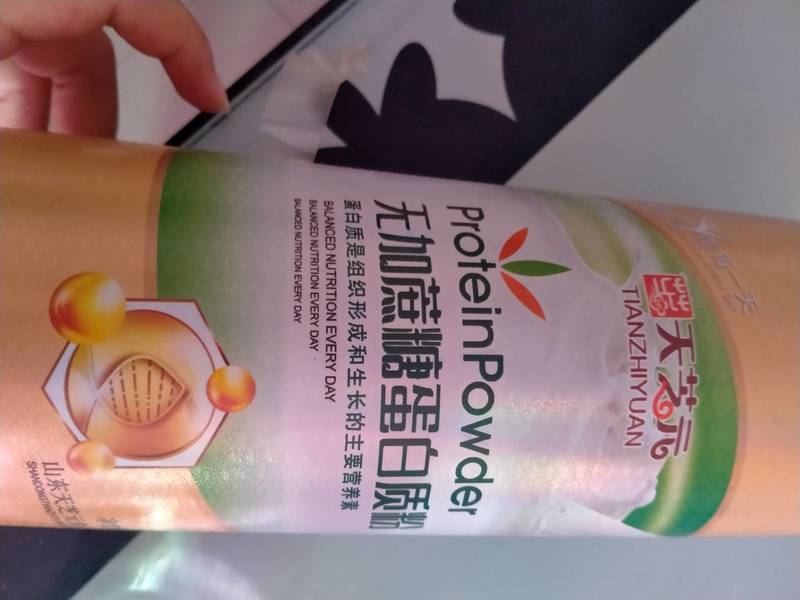 天芝元
TIANZHIYUAN
ProteinPowder
无加蔗糖蛋白质粉
蛋白质是组织形成和生长的主要营养素
BALANCED NUTRITION EVERY DAY
BALANCED NUTRITION EVERY DAY
BALANCED NUTRITION EVERY DAY
山东天芝